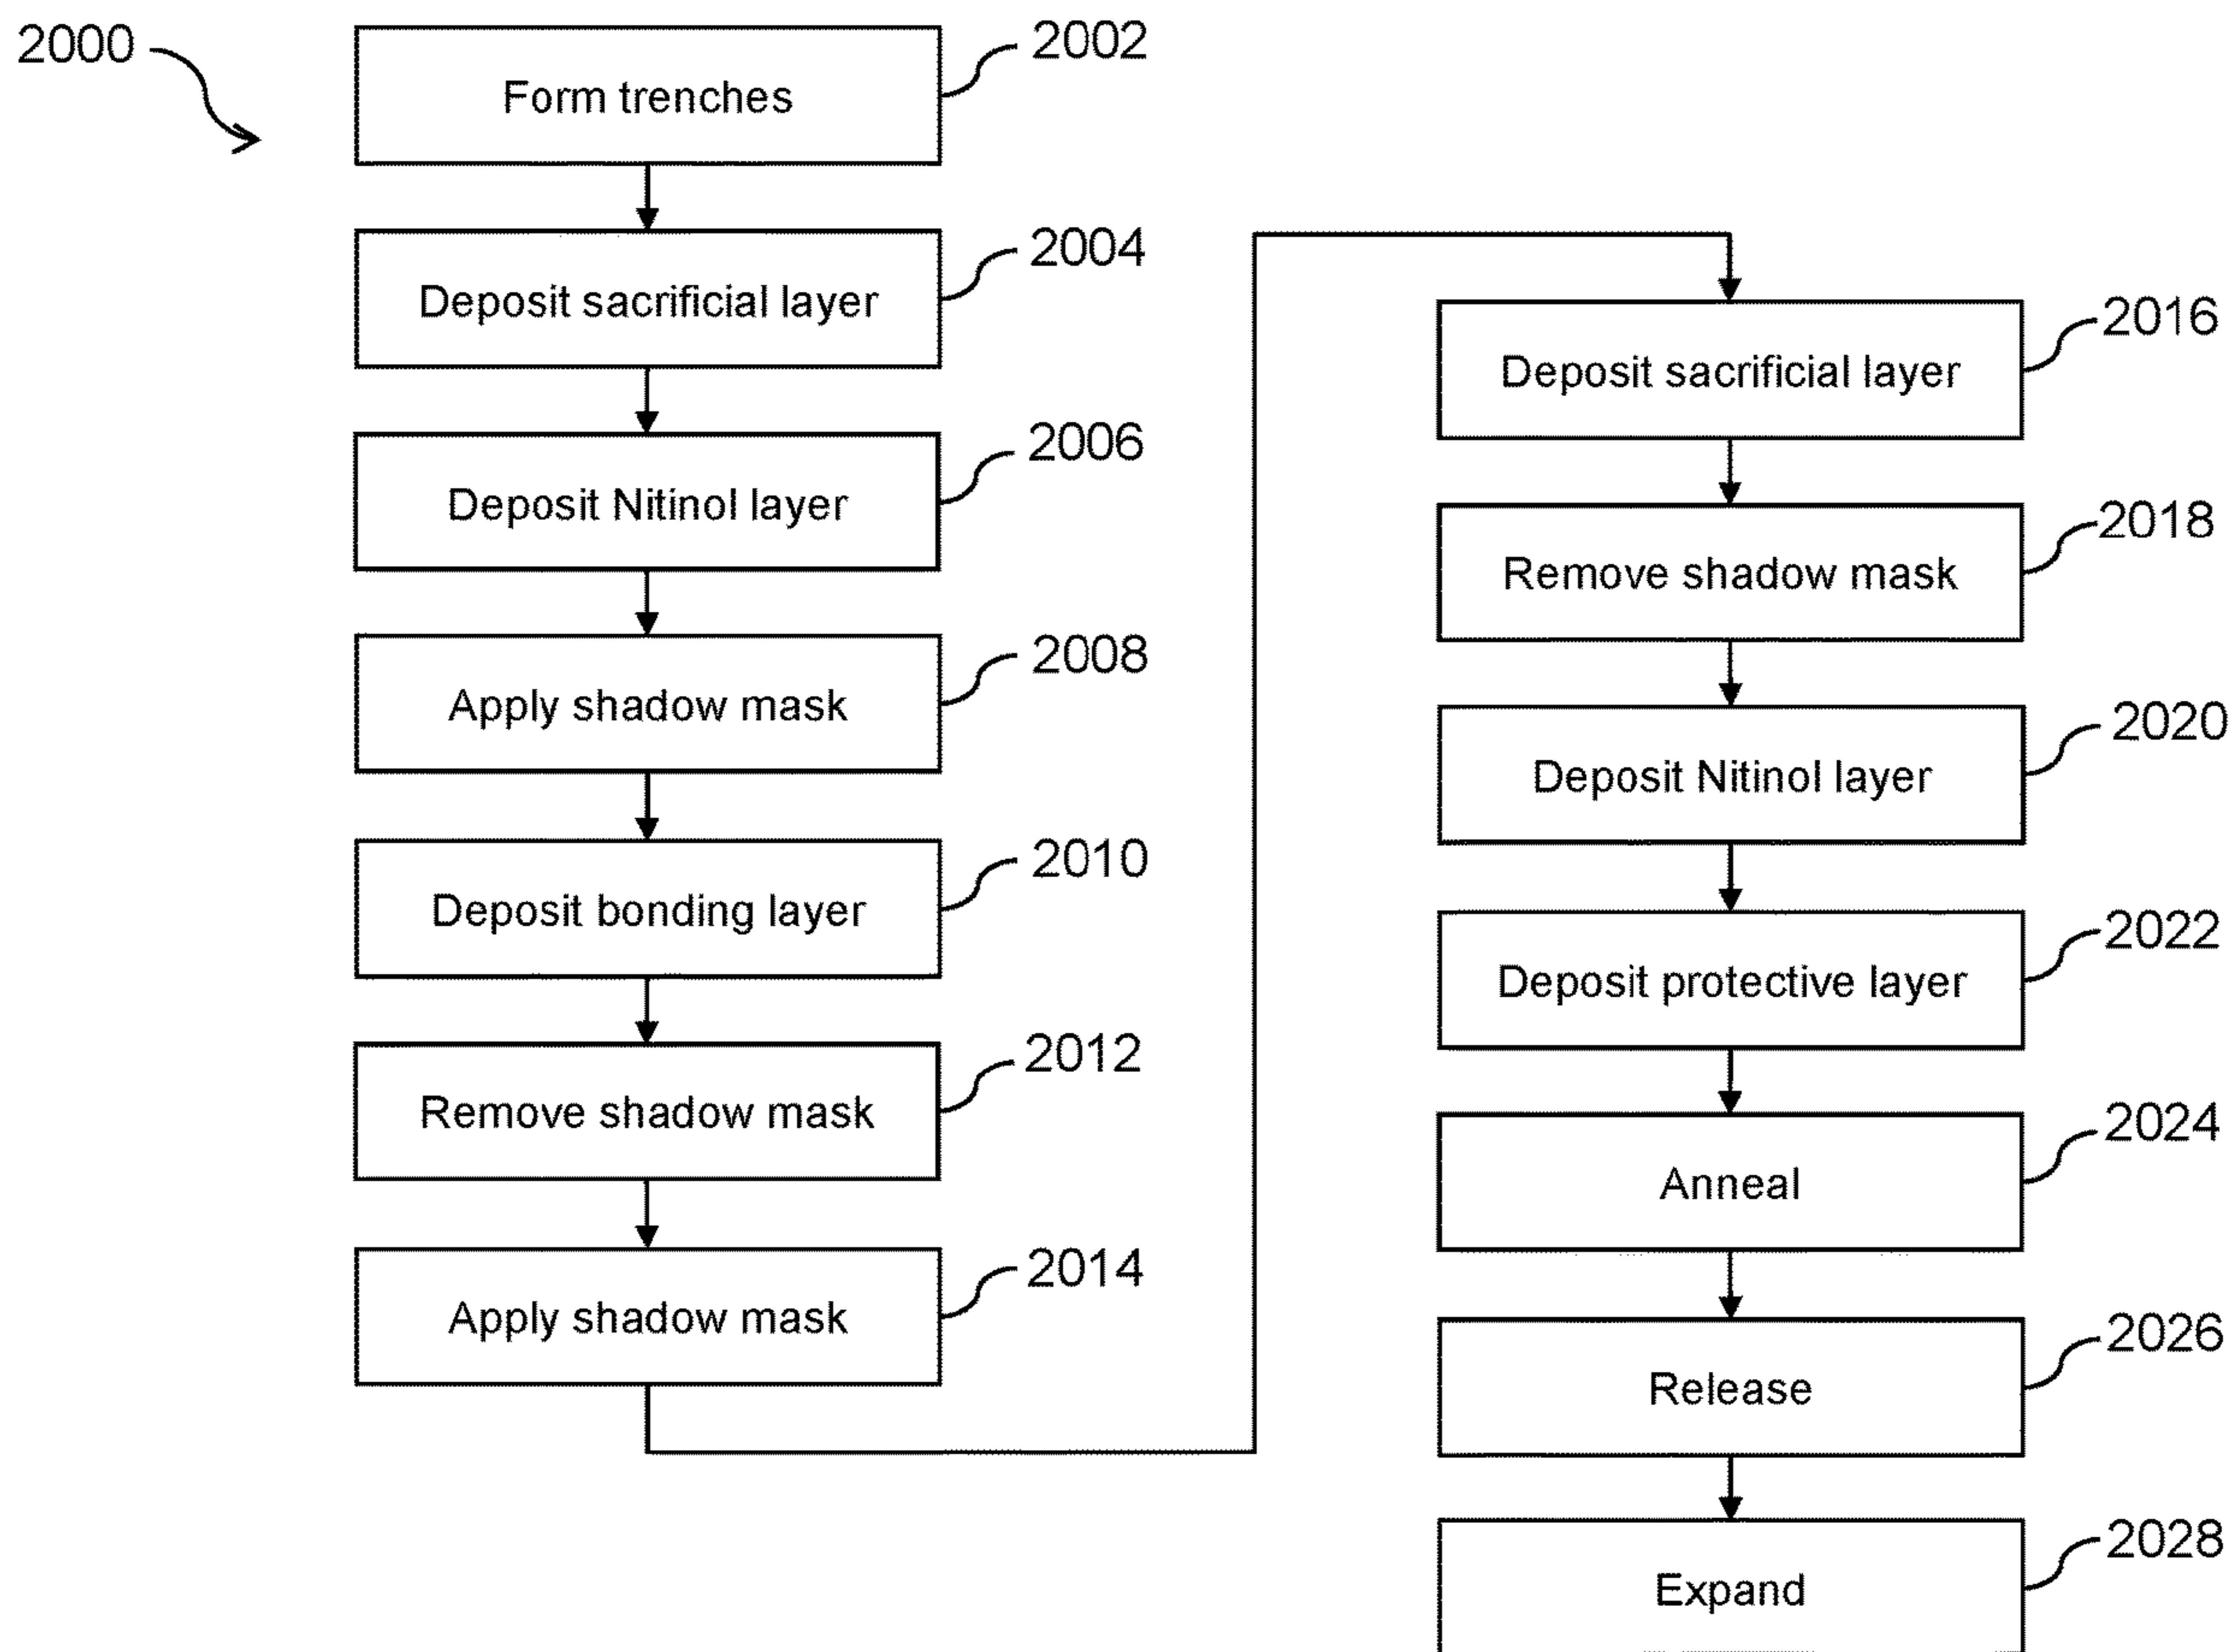 2000
Form trenches
2002
Deposit sacrificial layer
2004
Deposit Nitinol layer
2006
Apply shadow mask
2008
Deposit bonding layer
2010
Remove shadow mask
2012
Apply shadow mask
2014
Deposit sacrificial layer
2016
Remove shadow mask
2018
Deposit Nitinol layer
2020
Deposit protective layer
2022
Anneal
2024
Release
2026
Expand
2028